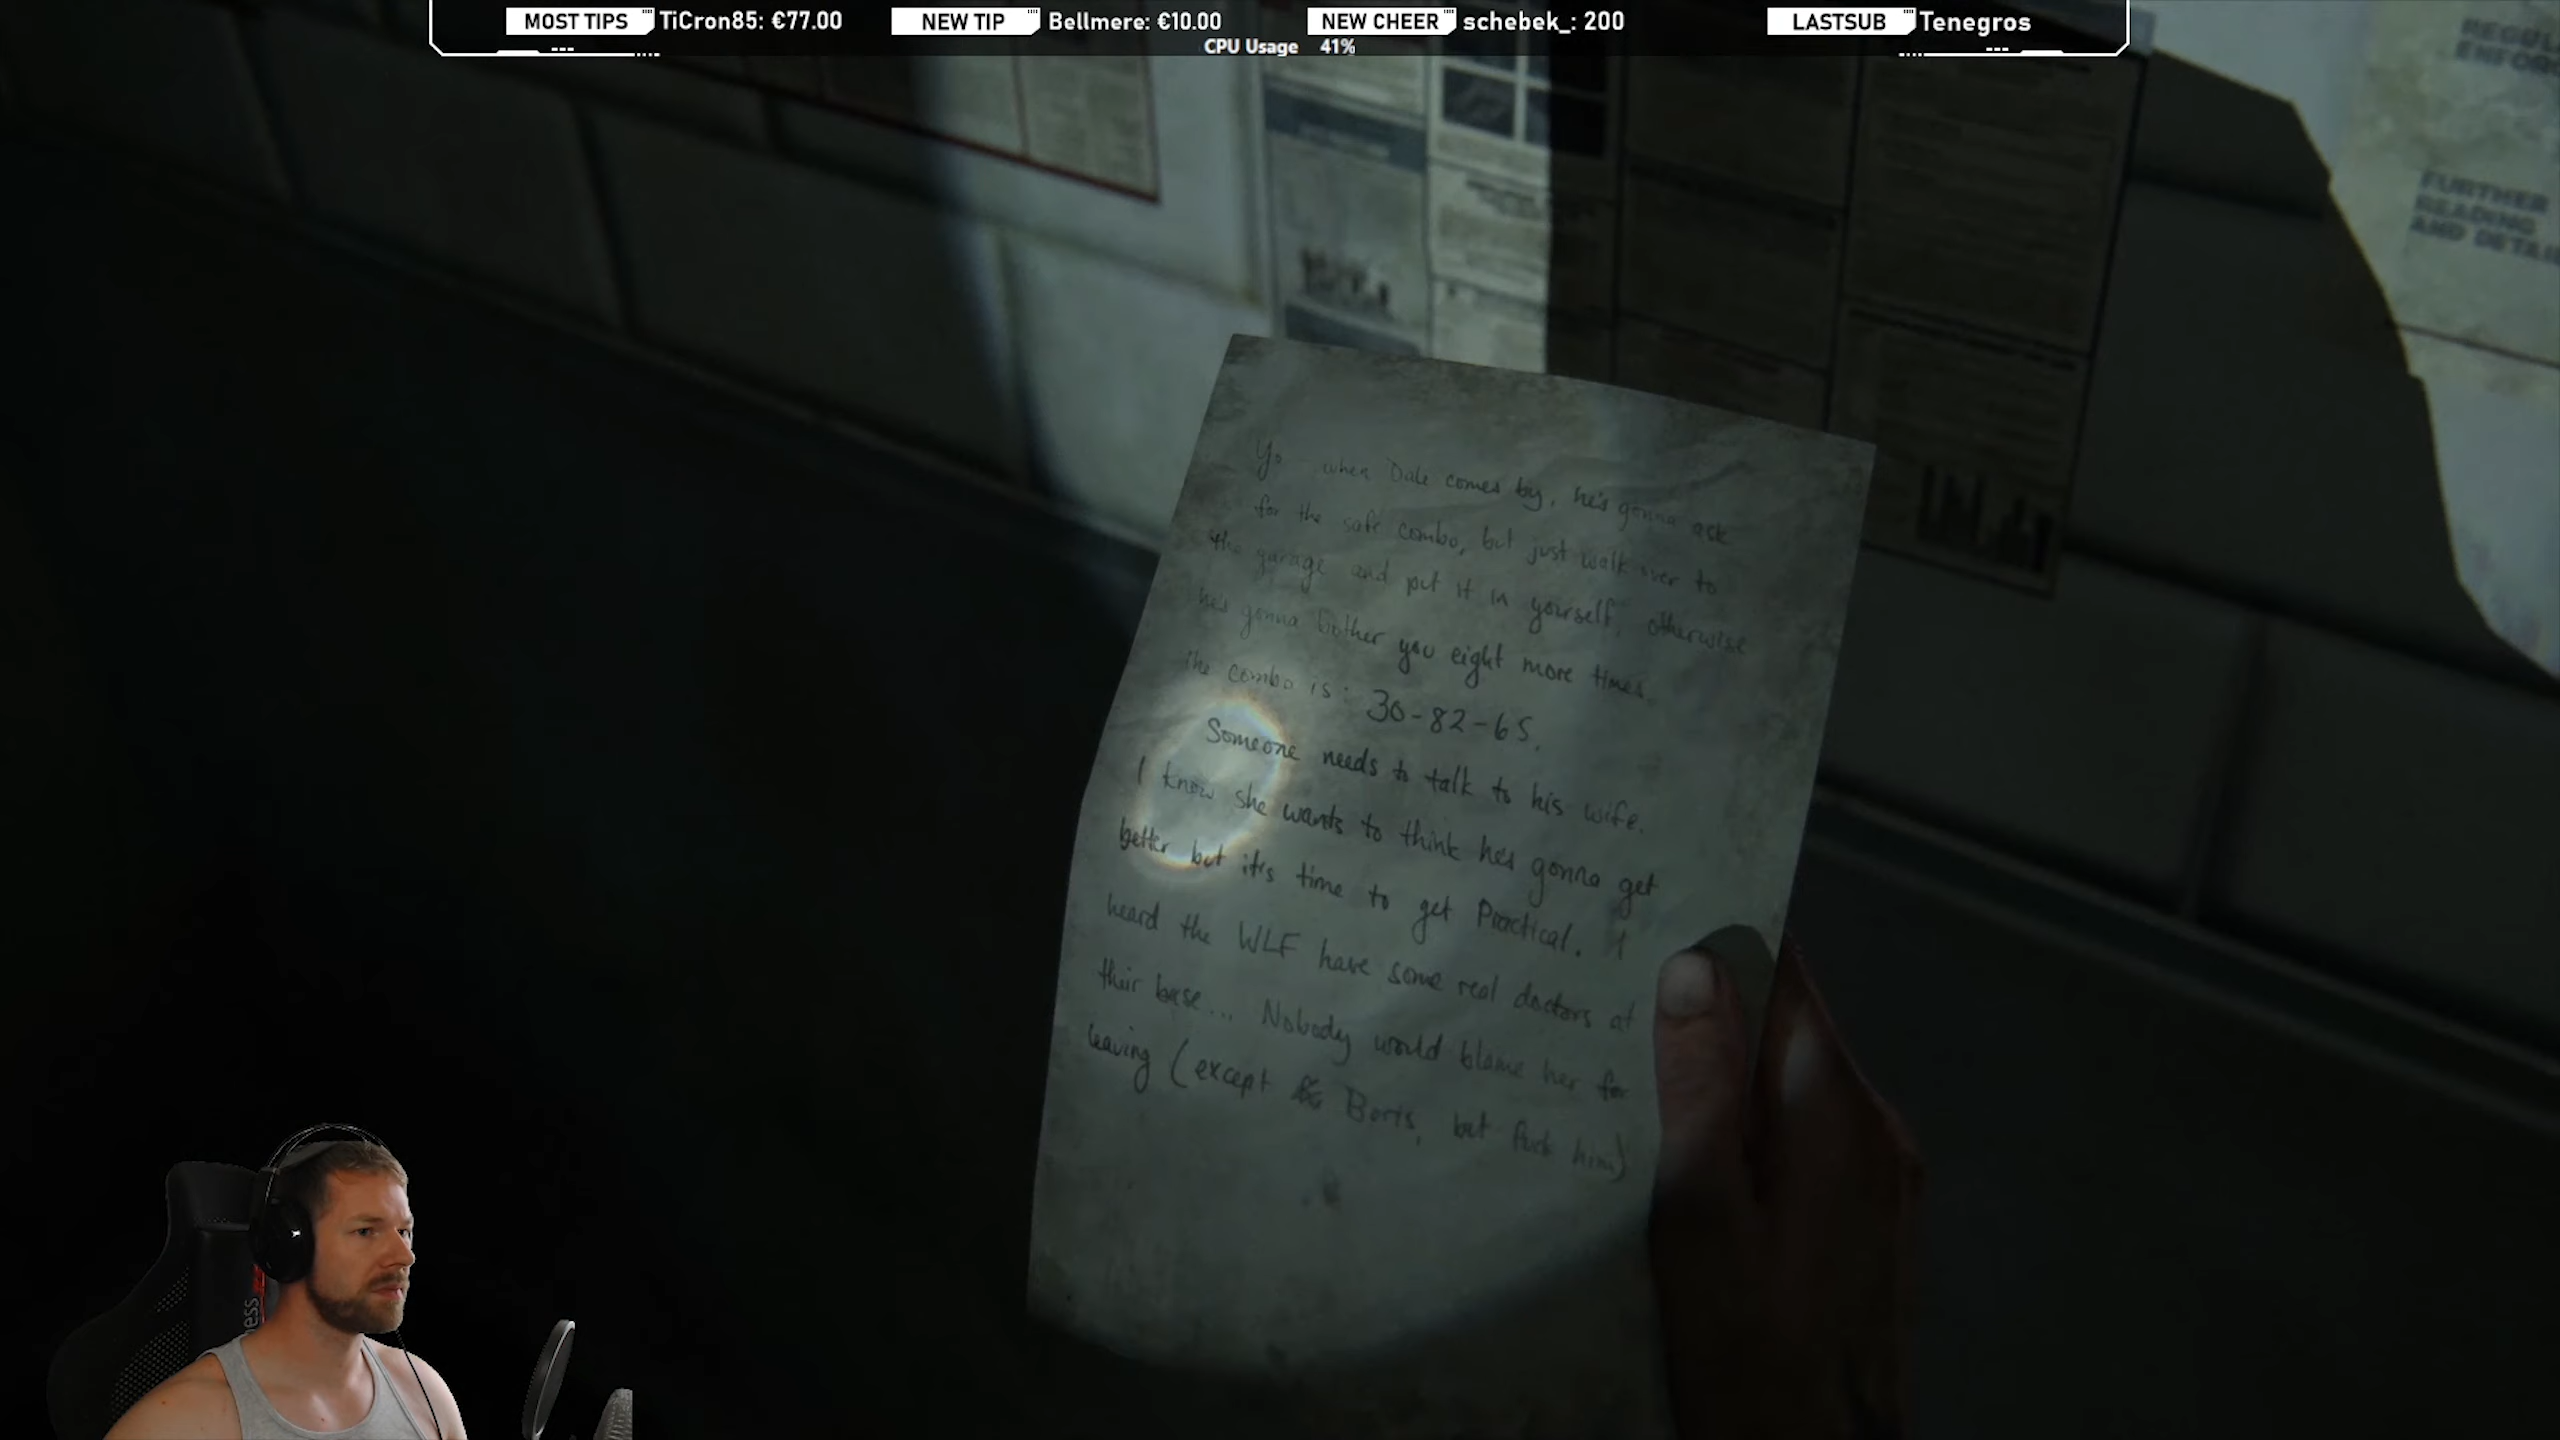 MOST TIPS TiCron85: €77.00 NEW TIP Bellmere: €10.00 NEW CHEER schebek_: 200 LASTSUB Tenegros
CPU Usage 41%
FURTHER
READING
AND DETAI
Yo when Dale comes by, he's gonna ask
for the safe combo, but just walk over to
the garage and put it in yourself, otherwise
he's gonna bother you eight more times.
the combo is: 30-82-65.
Someone needs to talk to his wife.
I know she wants to think he's gonna get
better but it's time to get Practical. I
heard the WLF have some real doctors at
their base... Nobody would blame her for
leaving (except Boris, but fuck him)
ness